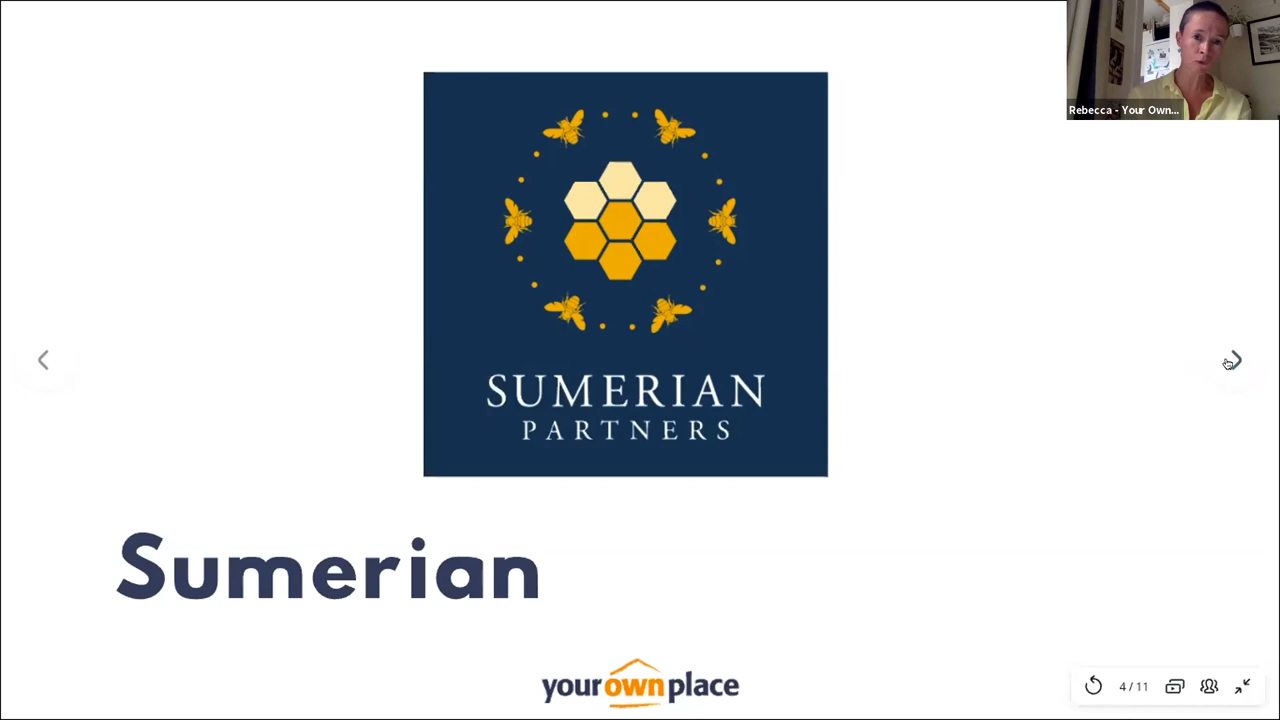 Rebecca - Your Own...
SUMERIAN
PARTNERS
Sumerian
your own place
4 / 11